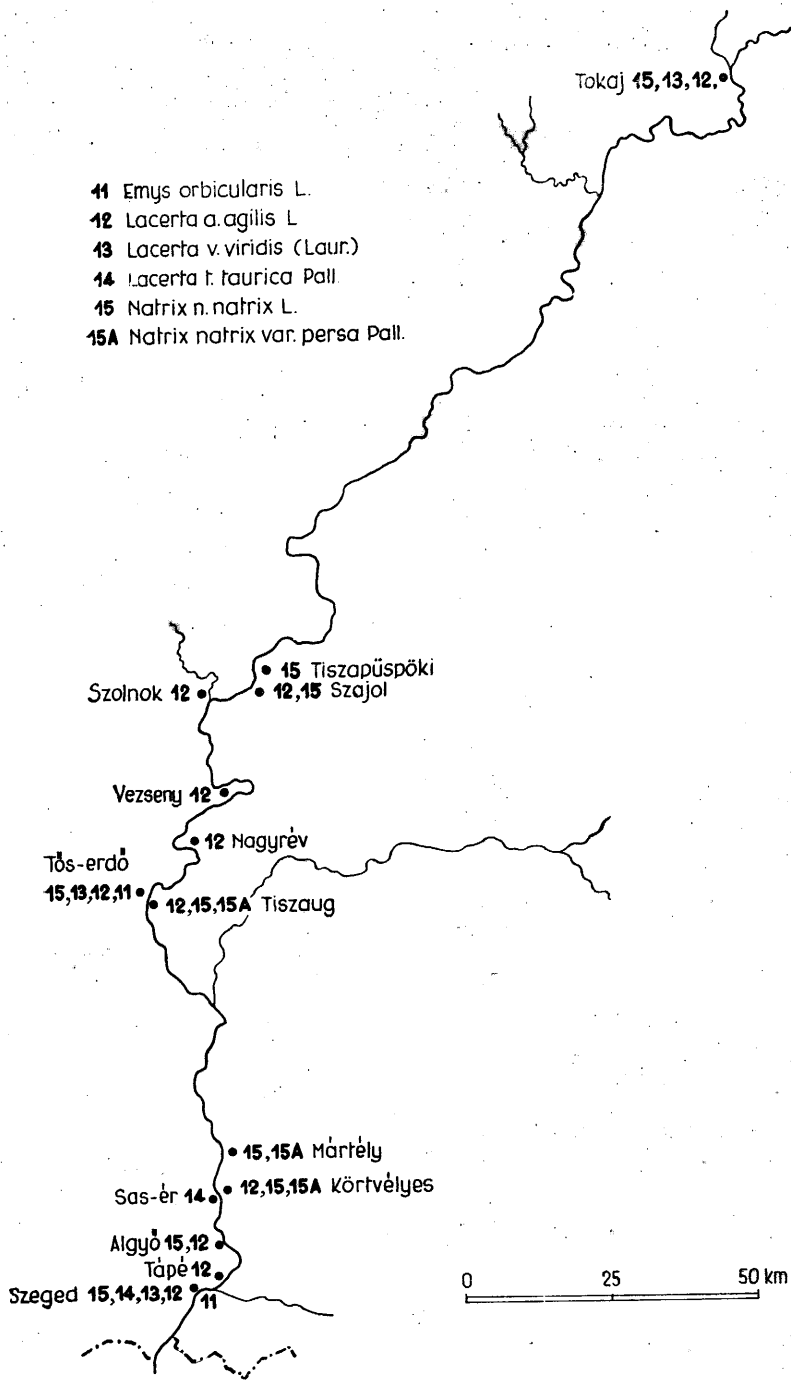 Tokaj 15,13,12.
11 Emys orbicularis L.
12 Lacerta a. agilis L
13 Lacerta v. viridis (Laur.)
14 Lacerta t. taurica Pall
15 Natrix n. natrix L.
15A Natrix natrix var. persa Pall.
15 Tiszapüspöki
Szolnok 12
12,15 Szajol
Vezseny 12
12 Nagyrév
Tős-erdő
15,13,12,11
12,15,15A Tiszaug
15,15A Mártély
12,15,15A Körtvélyes
Sas-ér 14
Algyő 15,12
Tápé 12
Szeged 15,14,13,12
11
0 25 50 km